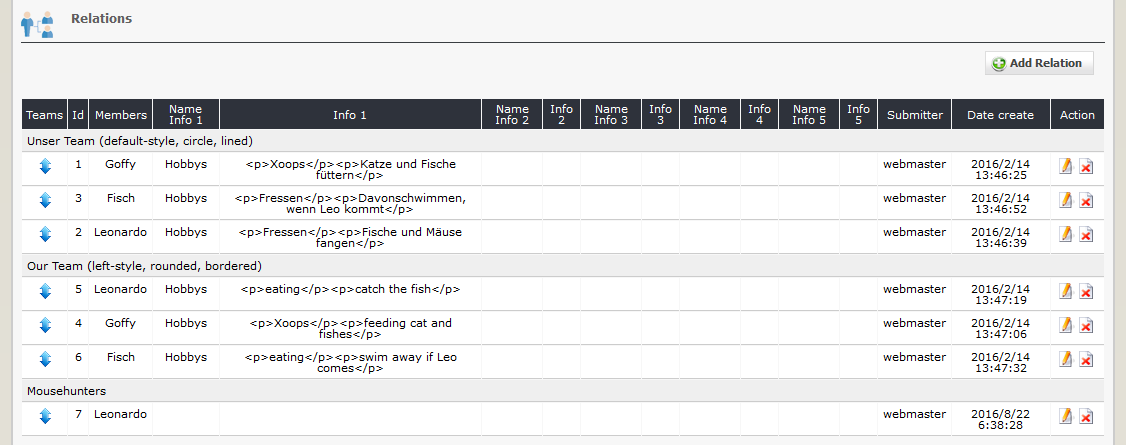 Relations
Add Relation
Teams Id Members Name Info 1 Info 1 Name Info 2 Info 2 Name Info 3 Info 3 Name Info 4 Info 4 Name Info 5 Info 5 Submitter Date create Action
Unser Team (default-style, circle, lined)
1 Goffy Hobbys <p>Xoops</p><p>Katze und Fische füttern</p> webmaster 2016/2/14 13:46:25
3 Fisch Hobbys <p>Fressen</p><p>Davonschwimmen, wenn Leo kommt</p> webmaster 2016/2/14 13:46:52
2 Leonardo Hobbys <p>Fressen</p><p>Fische und Mäuse fangen</p> webmaster 2016/2/14 13:46:39
Our Team (left-style, rounded, bordered)
5 Leonardo Hobbys <p>eating</p><p>catch the fish</p> webmaster 2016/2/14 13:47:19
4 Goffy Hobbys <p>Xoops</p><p>feeding cat and fishes</p> webmaster 2016/2/14 13:47:06
6 Fisch Hobbys <p>eating</p><p>swim away if Leo comes</p> webmaster 2016/2/14 13:47:32
Mousehunters
7 Leonardo webmaster 2016/8/22 6:38:28